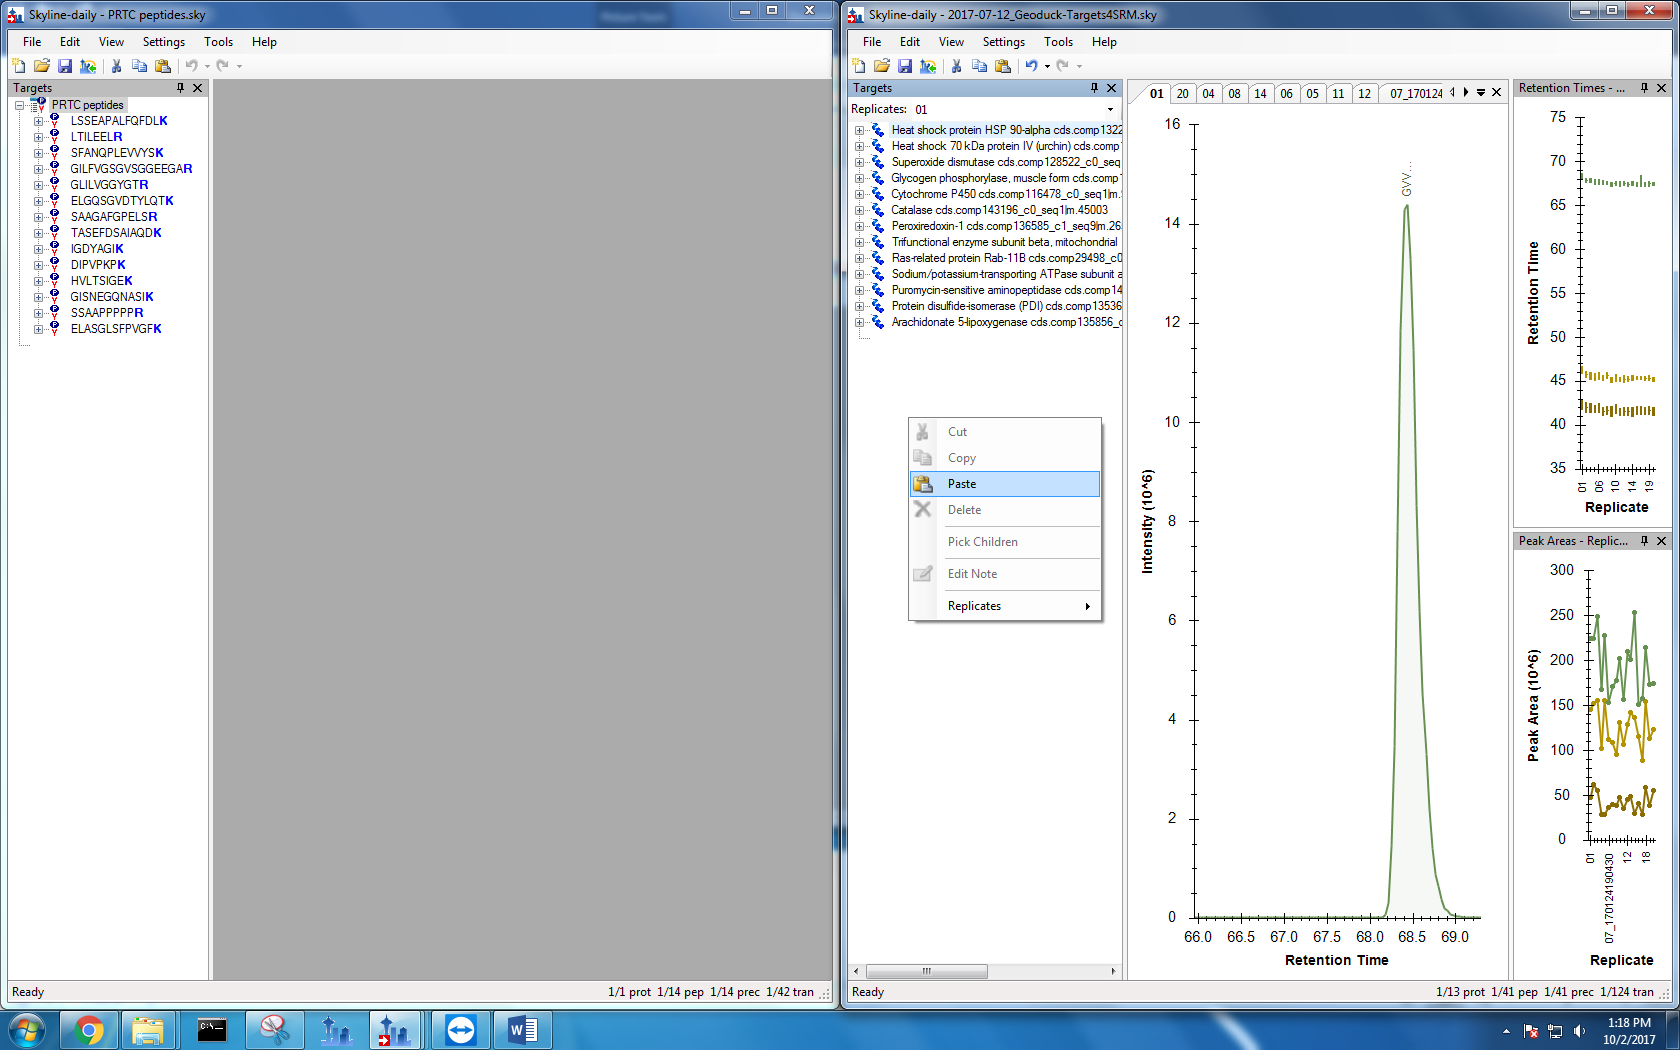 Skyline-daily - PRTC peptides.sky
File Edit View Settings Tools Help
Targets
PRTC peptides
LSSEAPALFQFDLK
LTILEELR
SFANQPLEVVYSK
GILFVGSGVSGGEEGAR
GLILVGGYGTR
ELGQSGVDTYLQTK
SAAGAFGPELSR
TASEFDSAIAQDK
IGDYAGIK
DIPVPKPK
HVLTSIGEK
GISNEGQNASIK
SSAAPPPPPR
ELASGLSFPVGFK
Ready
1/1 prot 1/14 pep 1/14 prec 1/42 tran
Skyline-daily - 2017-07-12_Geoduck-Targets4SRM.sky
File Edit View Settings Tools Help
Targets
Replicates: 01
Heat shock protein HSP 90-alpha cds.comp1322
Heat shock 70 kDa protein IV (urchin) cds.comp1
Superoxide dismutase cds.comp128522_c0_seq
Glycogen phosphorylase, muscle form cds.comp1
Cytochrome P450 cds.comp116478_c0_seq1|m.
Catalase cds.comp143196_c0_seq1|m.45003
Peroxiredoxin-1 cds.comp136585_c1_seq9|m.26
Trifunctional enzyme subunit beta, mitochondrial
Ras-related protein Rab-11B cds.comp29498_c0
Sodium/potassium-transporting ATPase subunit a
Puromycin-sensitive aminopeptidase cds.comp14
Protein disulfide-isomerase (PDI) cds.comp13536
Arachidonate 5-lipoxygenase cds.comp135856_c
Cut
Copy
Paste
Delete
Pick Children
Edit Note
Replicates
01 20 04 08 14 06 05 11 12 07_170124
16
14
12
10
8
6
4
2
0
Intensity (10^6)
GVV...
66.0 66.5 67.0 67.5 68.0 68.5 69.0
Retention Time
Retention Times - ...
75
70
65
60
55
50
45
40
35
Retention Time
01 06 10 14 19
Replicate
Peak Areas - Replic...
300
250
200
150
100
50
0
Peak Area (10^6)
01 07_170124190430 12 18
Replicate
Ready
1/13 prot 1/41 pep 1/41 prec 1/124 tran
C:\_
W
1:18 PM
10/2/2017